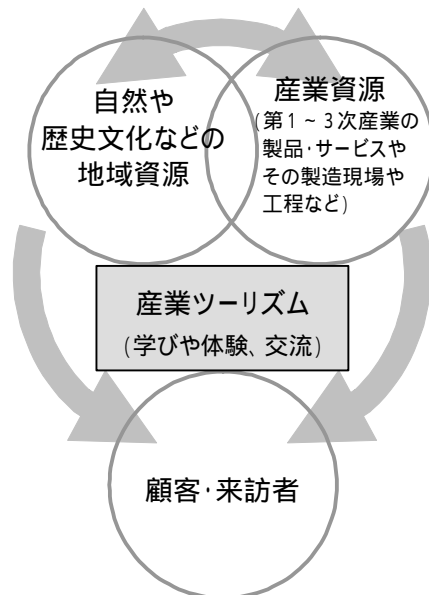 自然や
歴史文化などの
地域資源
産業資源
(第1~3次産業の
製品・サービスや
その製造現場や
工程など)
産業ツーリズム
(学びや体験、交流)
顧客・来訪者